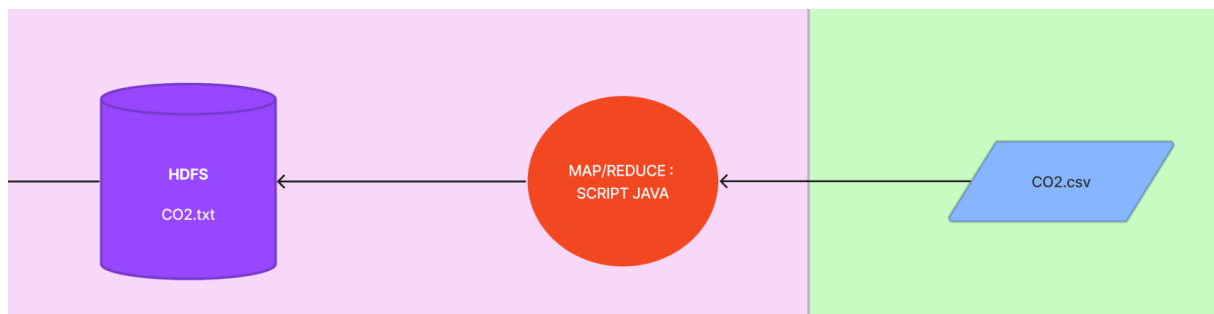 HDFS
CO2.txt
MAP/REDUCE :
SCRIPT JAVA
CO2.csv